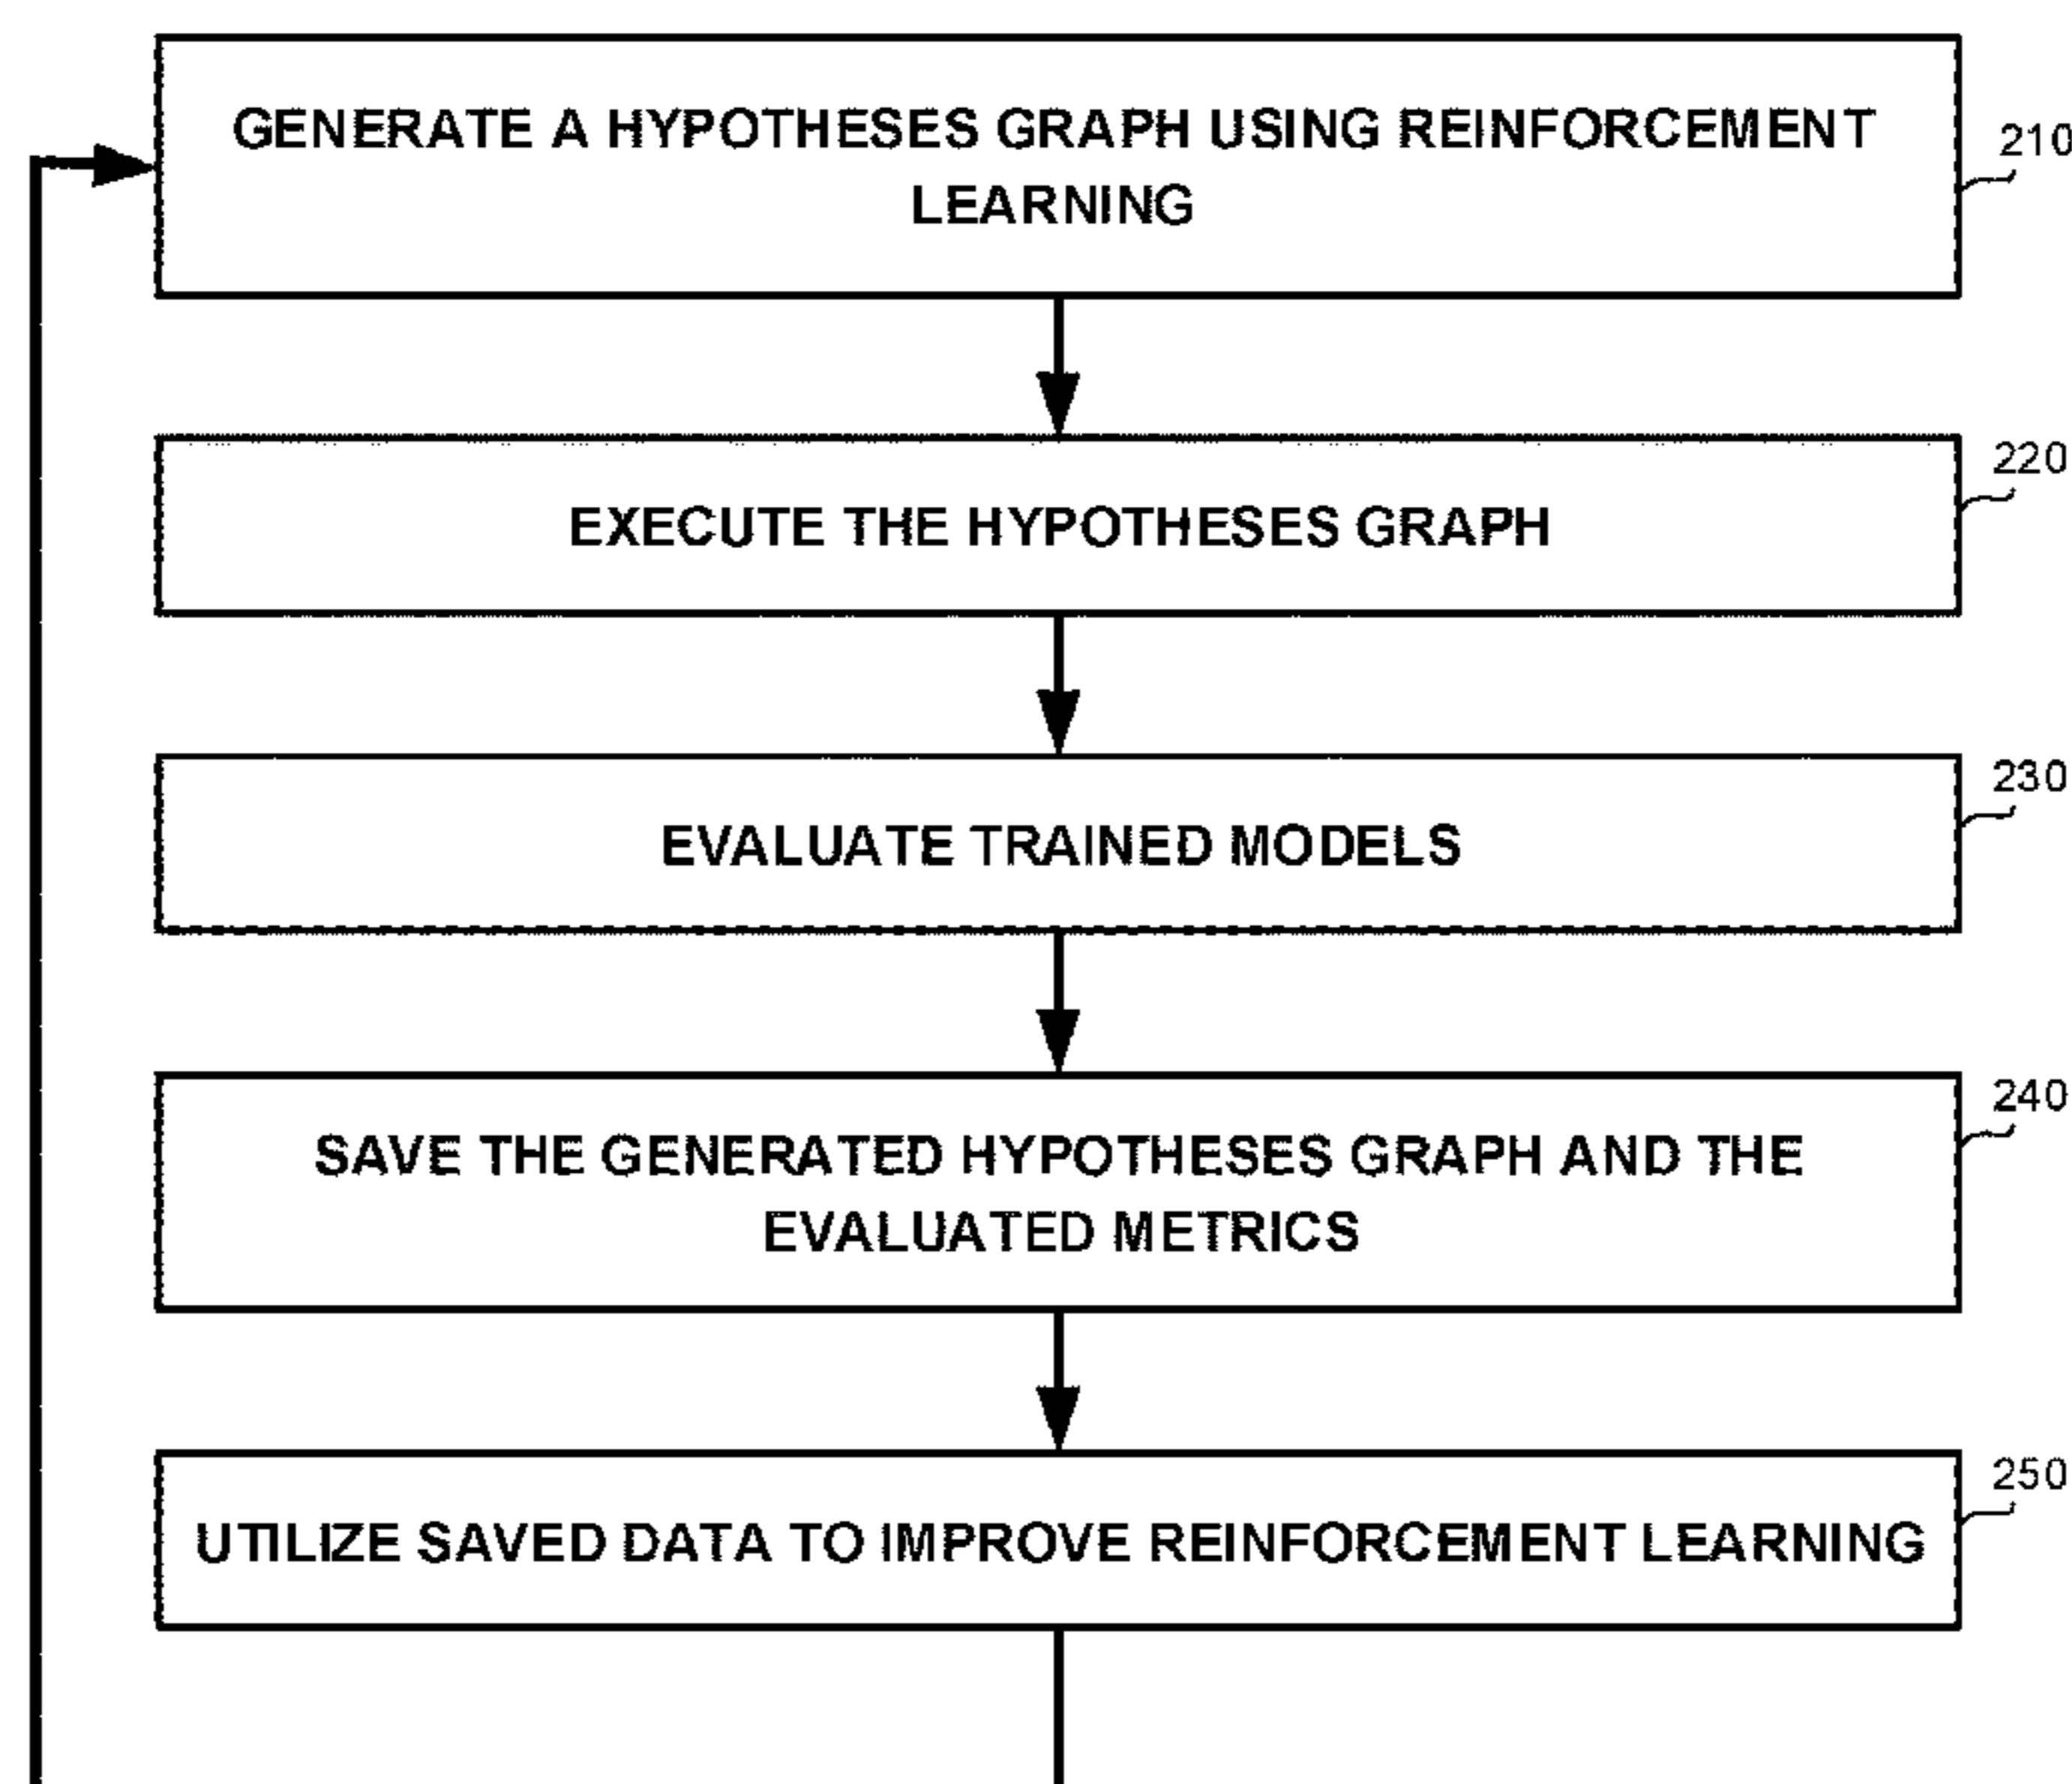 GENERATE A HYPOTHESES GRAPH USING REINFORCEMENT
LEARNING
210
EXECUTE THE HYPOTHESES GRAPH
220
EVALUATE TRAINED MODELS
230
SAVE THE GENERATED HYPOTHESES GRAPH AND THE
EVALUATED METRICS
240
UTILIZE SAVED DATA TO IMPROVE REINFORCEMENT LEARNING
250